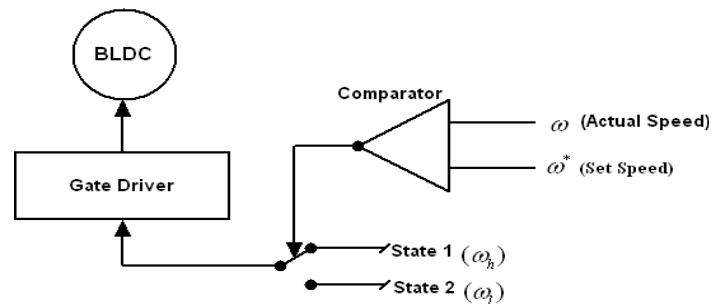 BLDC
Comparator
ω (Actual Speed)
ω* (Set Speed)
Gate Driver
State 1 (ωh)
State 2 (ωl)